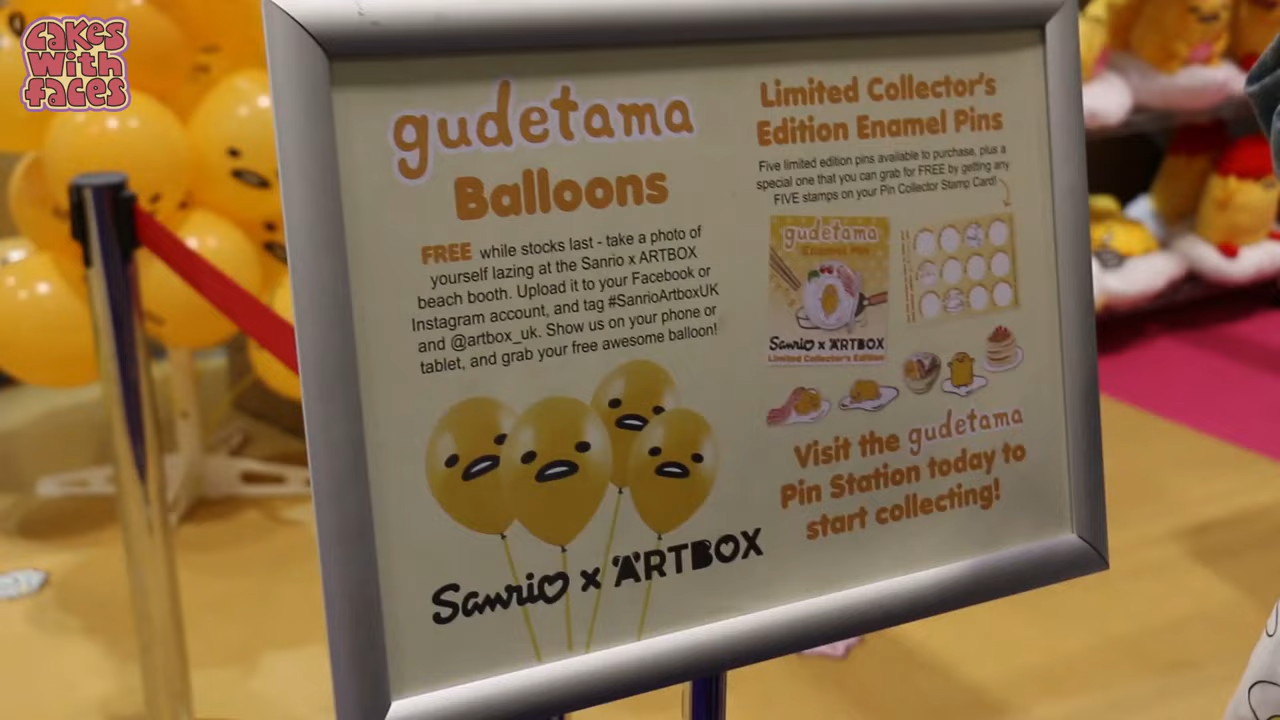 cakes
with
faces
gudetama
Balloons
FREE while stocks last - take a photo of
yourself lazing at the Sanrio x ARTBOX
beach booth. Upload it to your Facebook or
Instagram account, and tag #SanrioArtboxUK
and @artbox_uk. Show us on your phone or
tablet, and grab your free awesome balloon!
Sanrio x ARTBOX
Limited Collector's
Edition Enamel Pins
Five limited edition pins available to purchase, plus a
special one that you can grab for FREE by getting any
FIVE stamps on your Pin Collector Stamp Card!
gudetama
Enamel Pin
Sanrio x ARTBOX
Limited Collector's Edition
Visit the gudetama
Pin Station today to
start collecting!